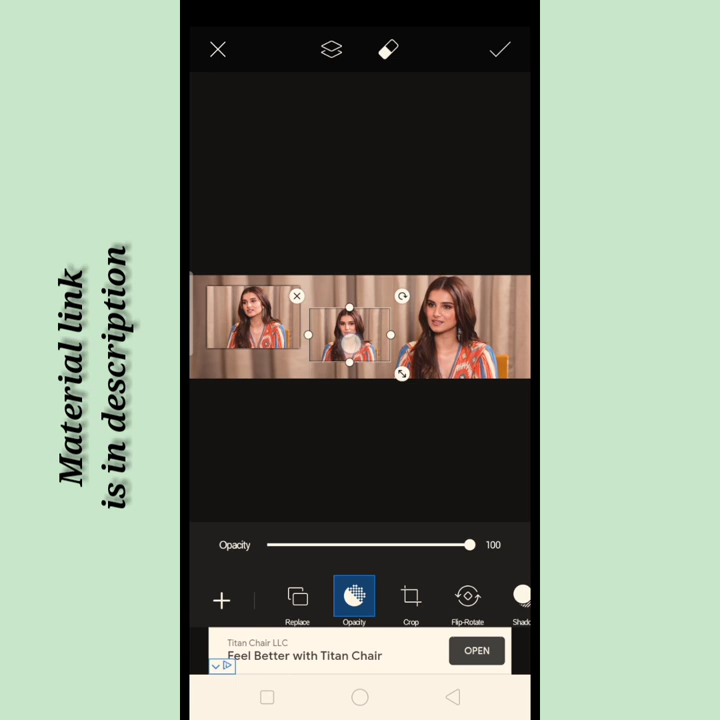 Material link
is in description
Opacity
100
Replace
Opacity
Crop
Flip-Rotate
Titan Chair LLC
Feel Better with Titan Chair
OPEN